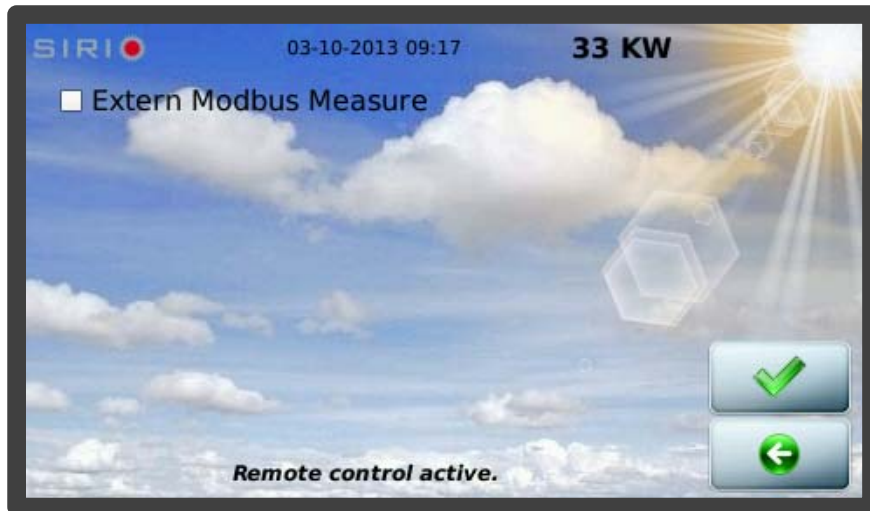 SIRIO 03-10-2013 09:17 33 KW
Extern Modbus Measure
Remote control active.